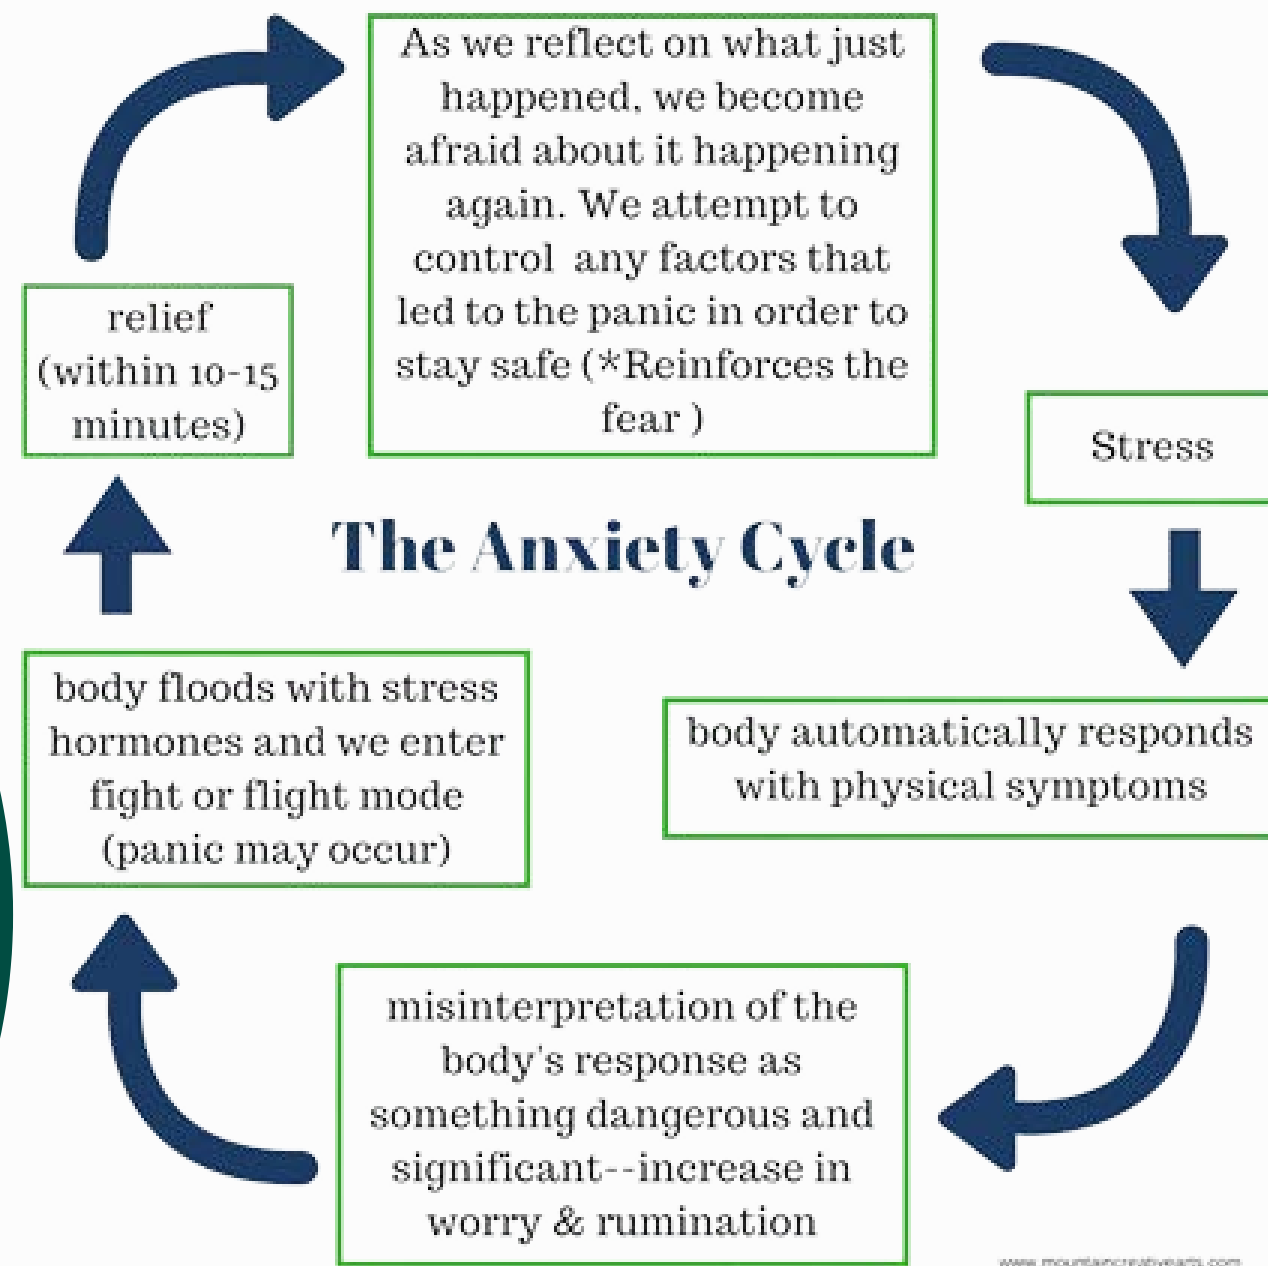 As we reflect on what just
happened, we become
afraid about it happening
again. We attempt to
control any factors that
led to the panic in order to
stay safe (*Reinforces the
fear )
relief
(within 10-15
minutes)
Stress
The Anxiety Cycle
body floods with stress
hormones and we enter
fight or flight mode
(panic may occur)
body automatically responds
with physical symptoms
misinterpretation of the
body's response as
something dangerous and
significant--increase in
worry & rumination
www.mountaincreativearts.com